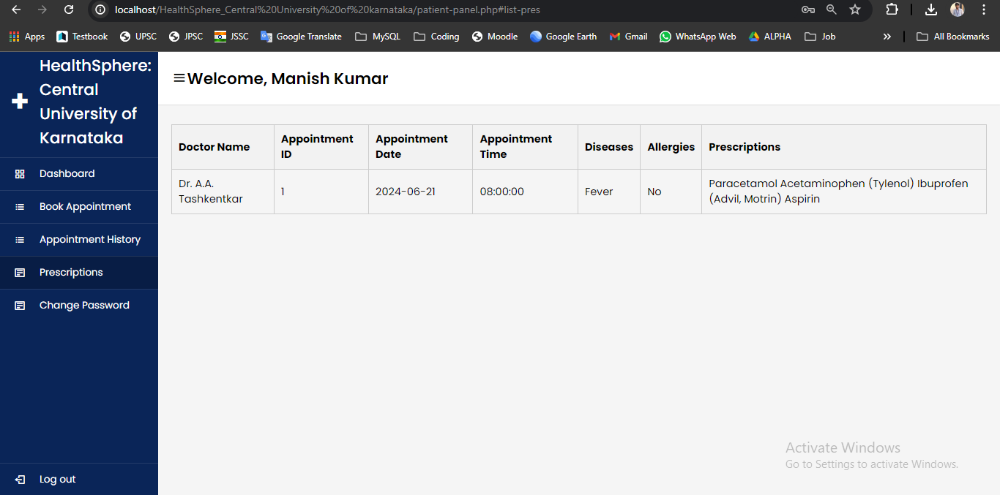 localhost/HealthSphere_Central%20University%20of%20karnataka/patient-panel.php#list-pres
Apps Testbook UPSC JPSC JSSC Google Translate MySQL Coding Moodle Google Earth Gmail WhatsApp Web ALPHA Job » All Bookmarks
HealthSphere:
Central
University of
Karnataka
Dashboard
Book Appointment
Appointment History
Prescriptions
Change Password
Log out
Welcome, Manish Kumar
Doctor Name Appointment ID Appointment Date Appointment Time Diseases Allergies Prescriptions
Dr. A.A. Tashkentkar 1 2024-06-21 08:00:00 Fever No Paracetamol Acetaminophen (Tylenol) Ibuprofen
(Advil, Motrin) Aspirin
Activate Windows
Go to Settings to activate Windows.